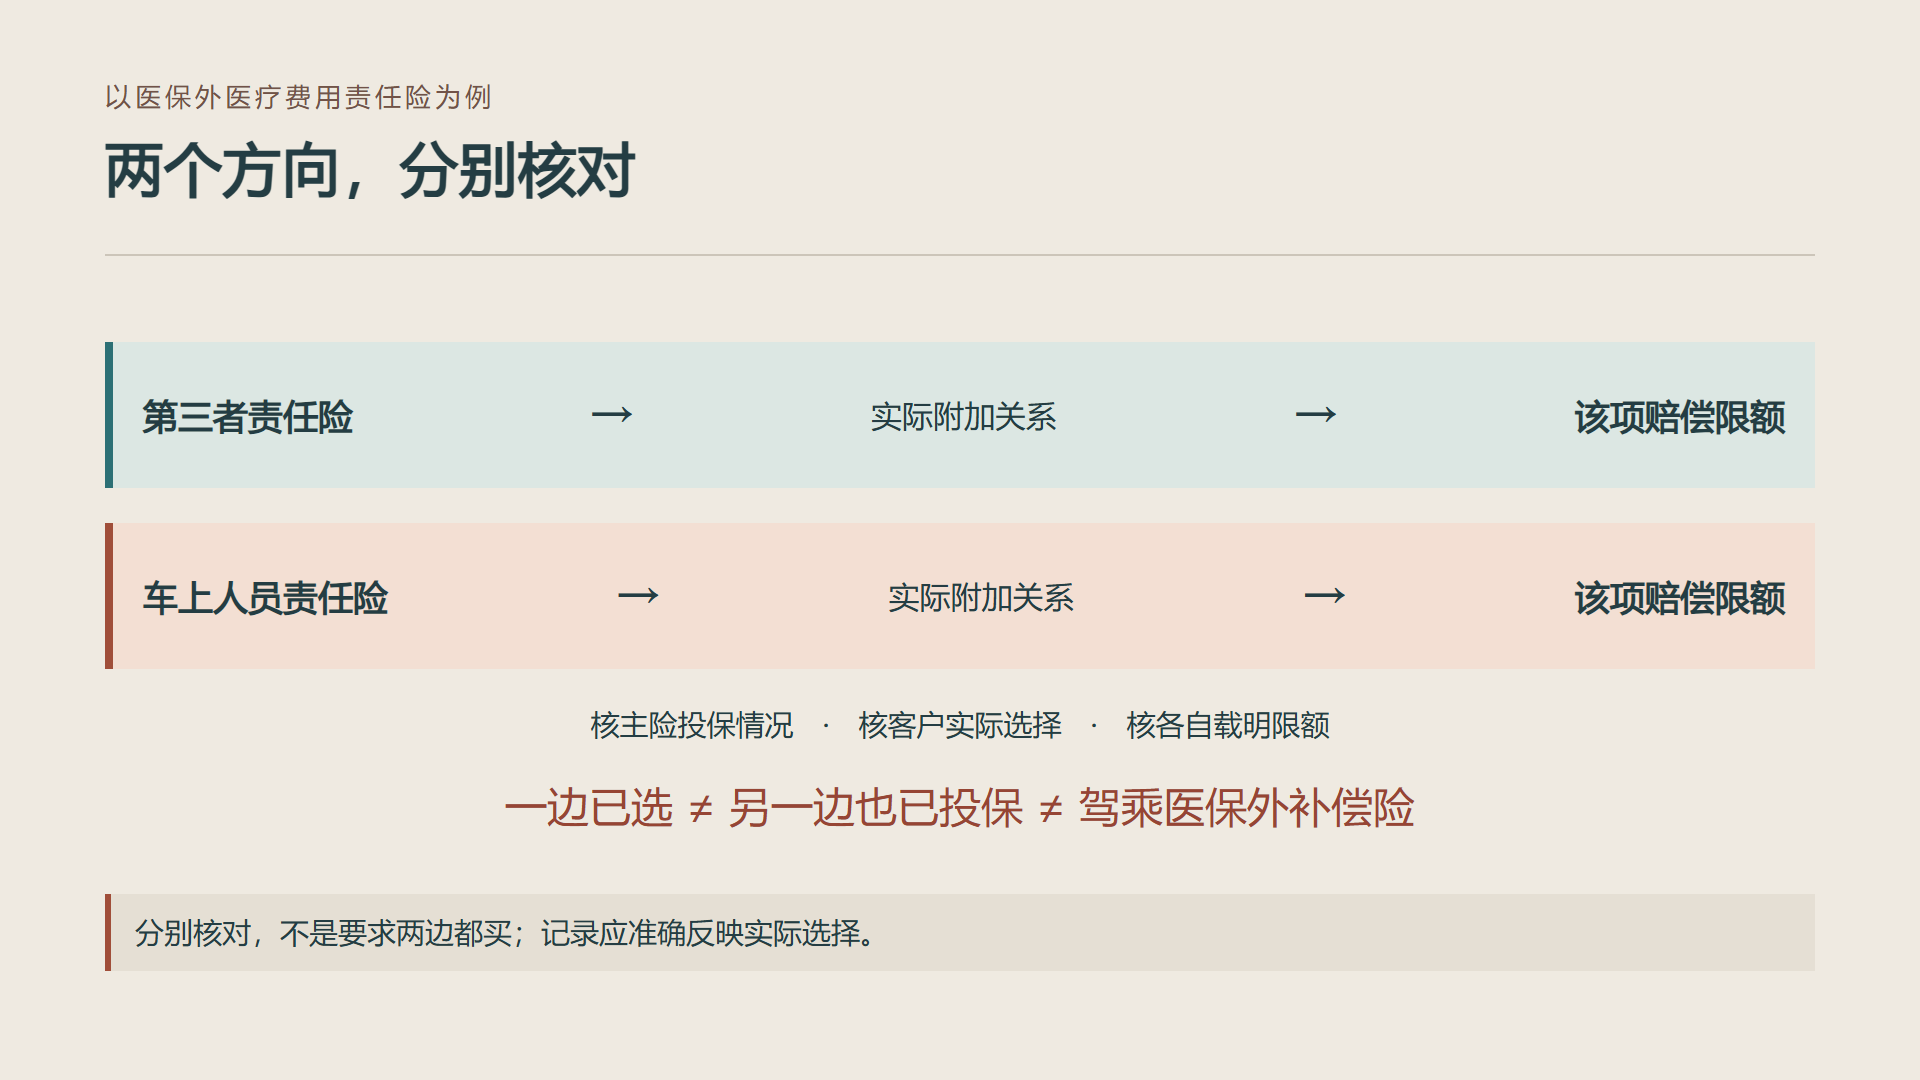 以医保外医疗费用责任险为例
两个方向，分别核对
第三者责任险 → 实际附加关系 → 该项赔偿限额
车上人员责任险 → 实际附加关系 → 该项赔偿限额
核主险投保情况 · 核客户实际选择 · 核各自载明限额
一边已选 ≠ 另一边也已投保 ≠ 驾乘医保外补偿险
分别核对，不是要求两边都买；记录应准确反映实际选择。